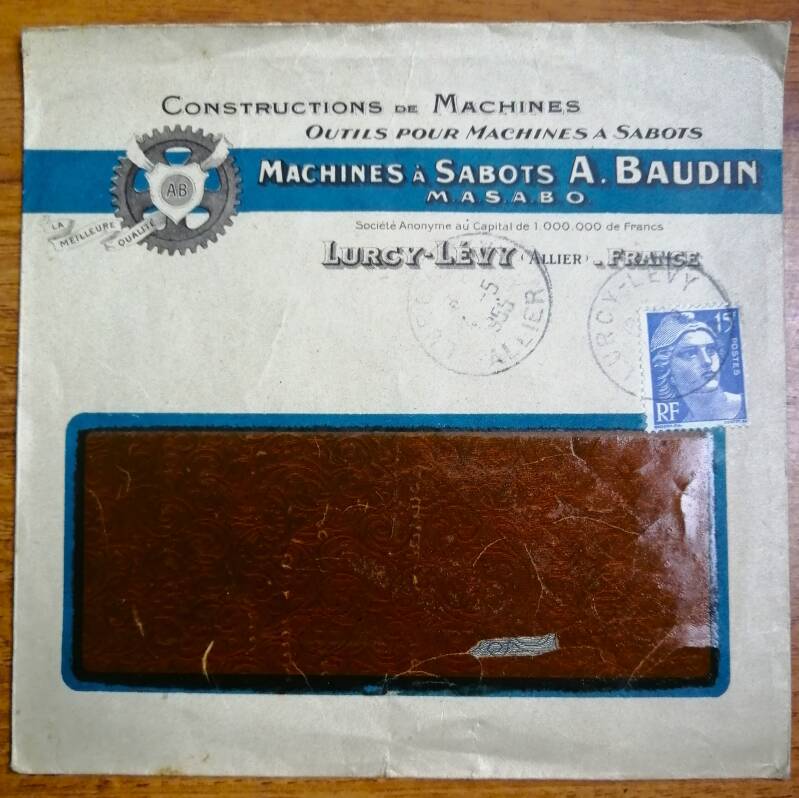 CONSTRUCTIONS DE MACHINES
OUTILS POUR MACHINES A SABOTS
MACHINES À SABOTS A. BAUDIN
M.A.S.A.B.O.
AB
LA MEILLEURE QUALITÉ
Société Anonyme au Capital de 1.000.000 de Francs
LURCY-LÉVY (ALLIER) - FRANCE
ALLIER
LURCY-LEVY
15F
POSTES
RF